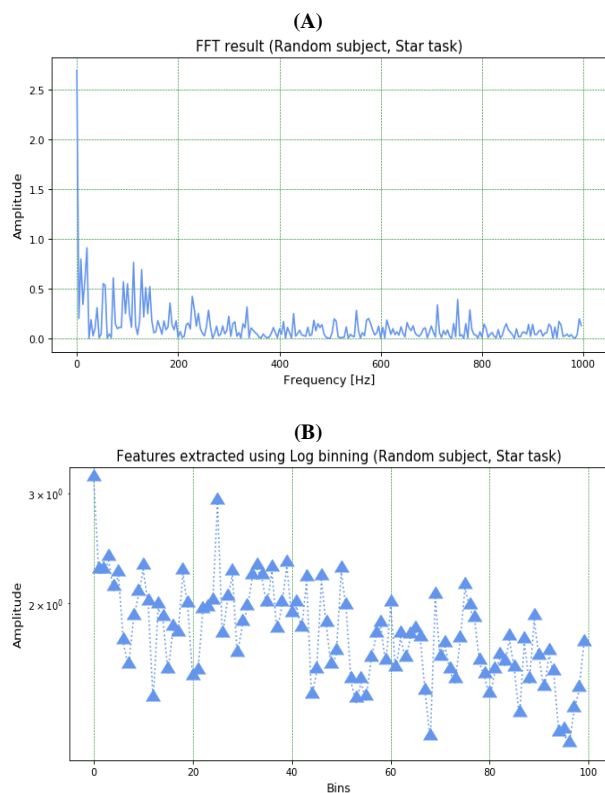 (A)
FFT result (Random subject, Star task)
2.5
2.0
1.5
1.0
0.5
0.0
Amplitude
0 200 400 600 800 1000
Frequency [Hz]
(B)
Features extracted using Log binning (Random subject, Star task)
3 × 10⁰
2 × 10⁰
Amplitude
0 20 40 60 80 100
Bins